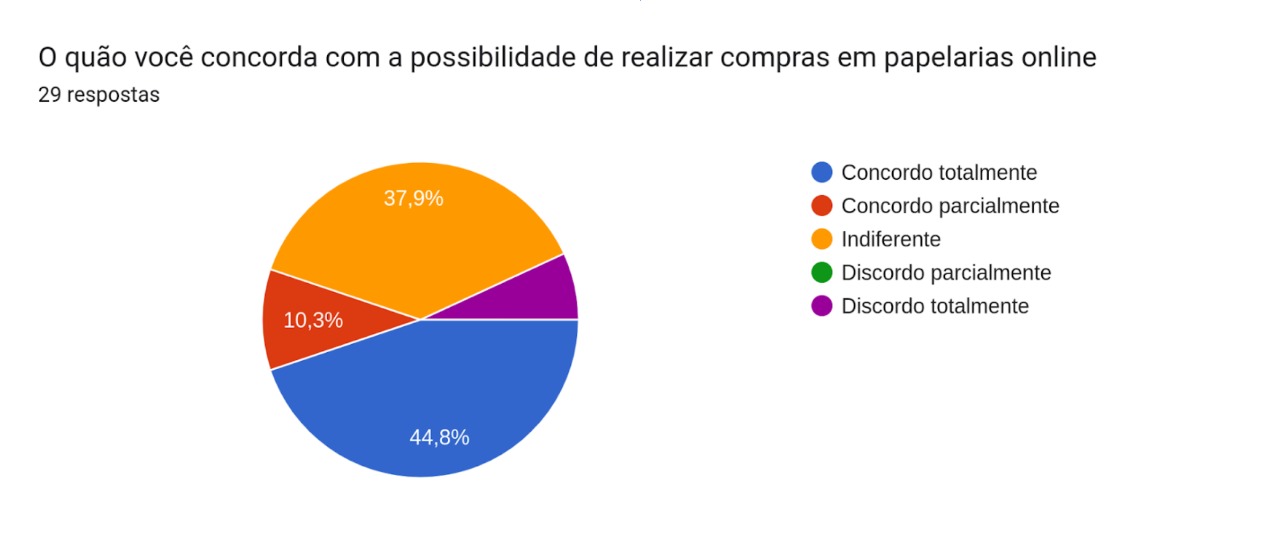 O quão você concorda com a possibilidade de realizar compras em papelarias online
29 respostas
37,9%
10,3%
44,8%
Concordo totalmente
Concordo parcialmente
Indiferente
Discordo parcialmente
Discordo totalmente